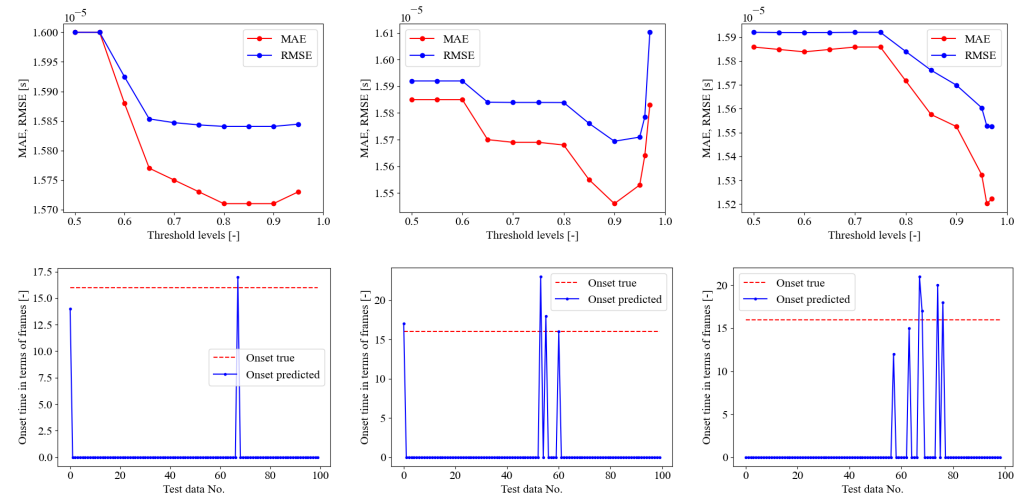 10⁻⁵
1.600
1.595
1.590
1.585
1.580
1.575
1.570
MAE, RMSE [s]
MAE
RMSE
0.5 0.6 0.7 0.8 0.9 1.0
Threshold levels [-]
10⁻⁵
1.61
1.60
1.59
1.58
1.57
1.56
1.55
MAE, RMSE [s]
MAE
RMSE
0.5 0.6 0.7 0.8 0.9 1.0
Threshold levels [-]
10⁻⁵
1.59
1.58
1.57
1.56
1.55
1.54
1.53
1.52
MAE, RMSE [s]
MAE
RMSE
0.5 0.6 0.7 0.8 0.9 1.0
Threshold levels [-]
17.5
15.0
12.5
10.0
7.5
5.0
2.5
0.0
Onset time in terms of frames [-]
Onset true
Onset predicted
0 20 40 60 80 100
Test data No.
20
15
10
5
0
Onset time in terms of frames [-]
Onset true
Onset predicted
0 20 40 60 80 100
Test data No.
20
15
10
5
0
Onset time in terms of frames [-]
Onset true
Onset predicted
0 20 40 60 80 100
Test data No.